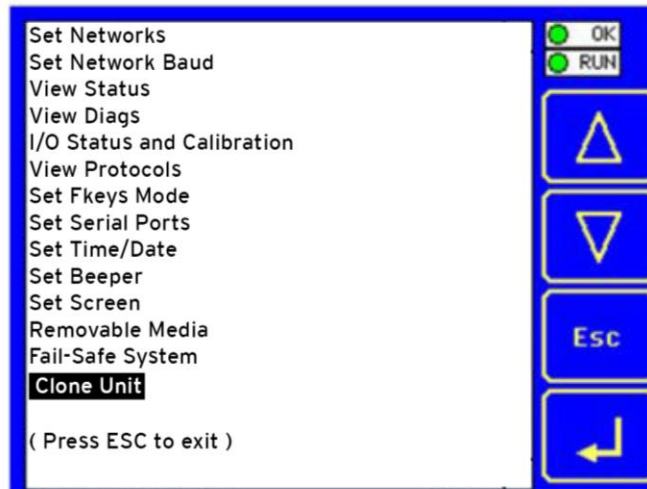 Set Networks
Set Network Baud
View Status
View Diags
I/O Status and Calibration
View Protocols
Set Fkeys Mode
Set Serial Ports
Set Time/Date
Set Beeper
Set Screen
Removable Media
Fail-Safe System
Clone Unit
( Press ESC to exit )
OK
RUN
Esc